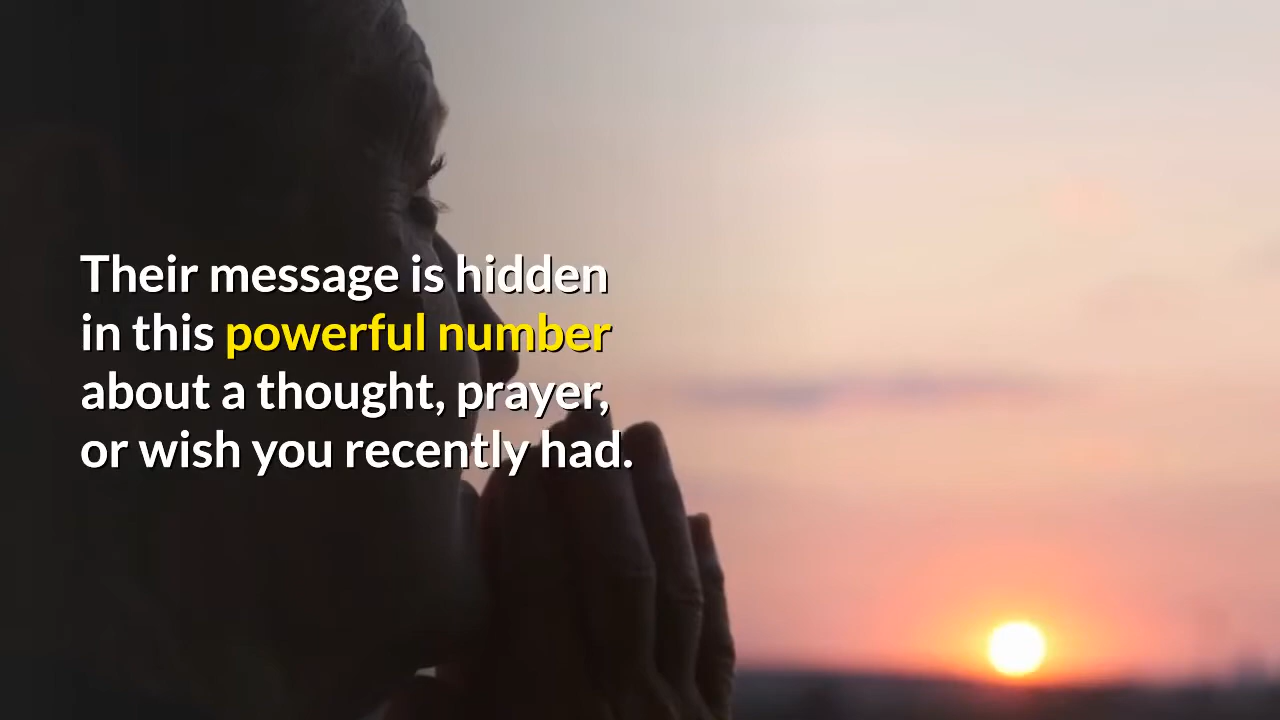 Their message is hidden
in this powerful number
about a thought, prayer,
or wish you recently had.